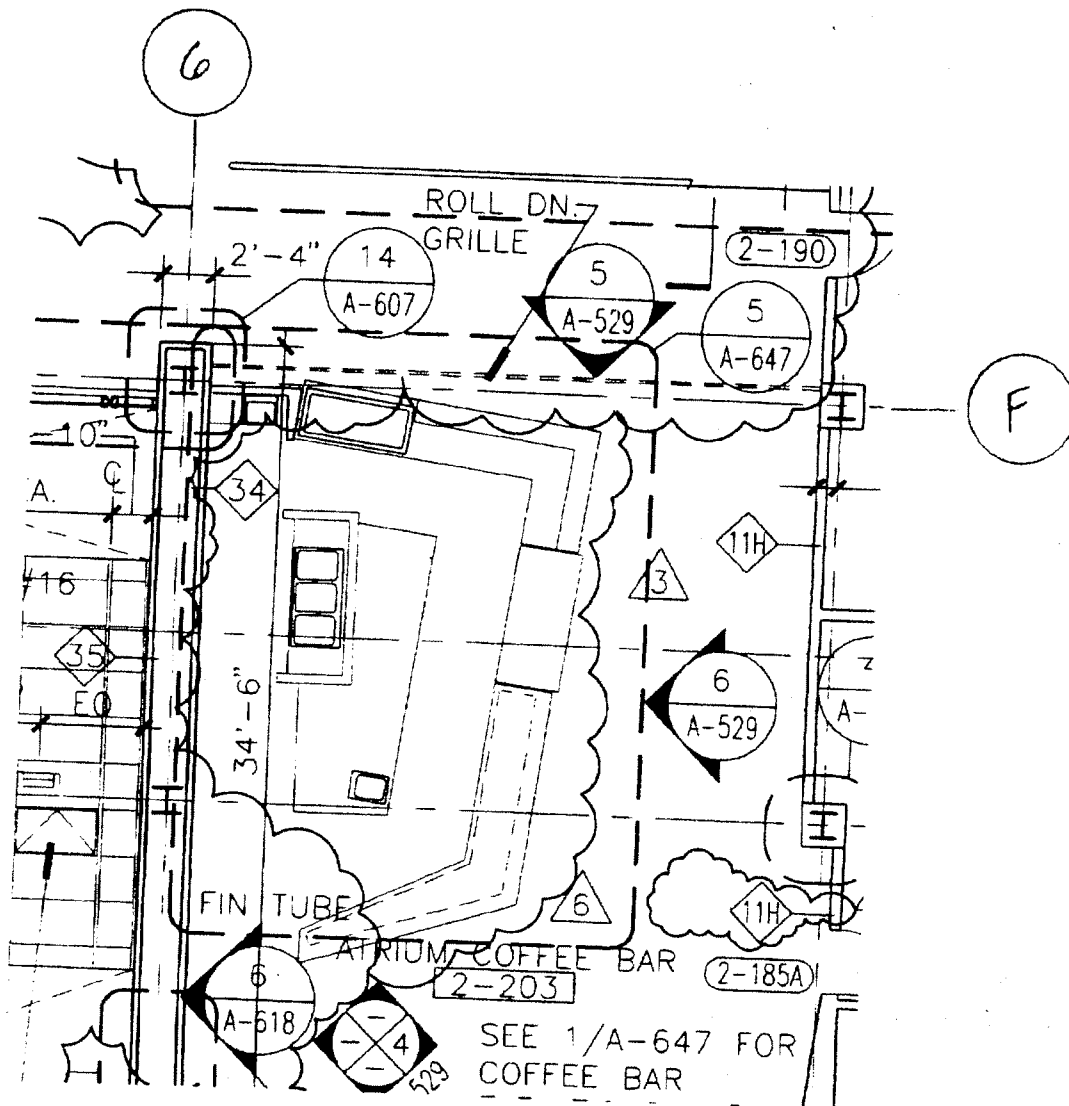 6
ROLL DN.
GRILLE
2'-4"
14
A-607
5
A-529
2-190
5
A-647
F
10"
℄
A.
34
11H
#16
3
35
EQ
34'-6"
6
A-529
A-
FIN TUBE
6
11H
ATRIUM COFFEE BAR
2-203
2-185A
6
A-618
-
- 4
-
529
SEE 1/A-647 FOR
COFFEE BAR